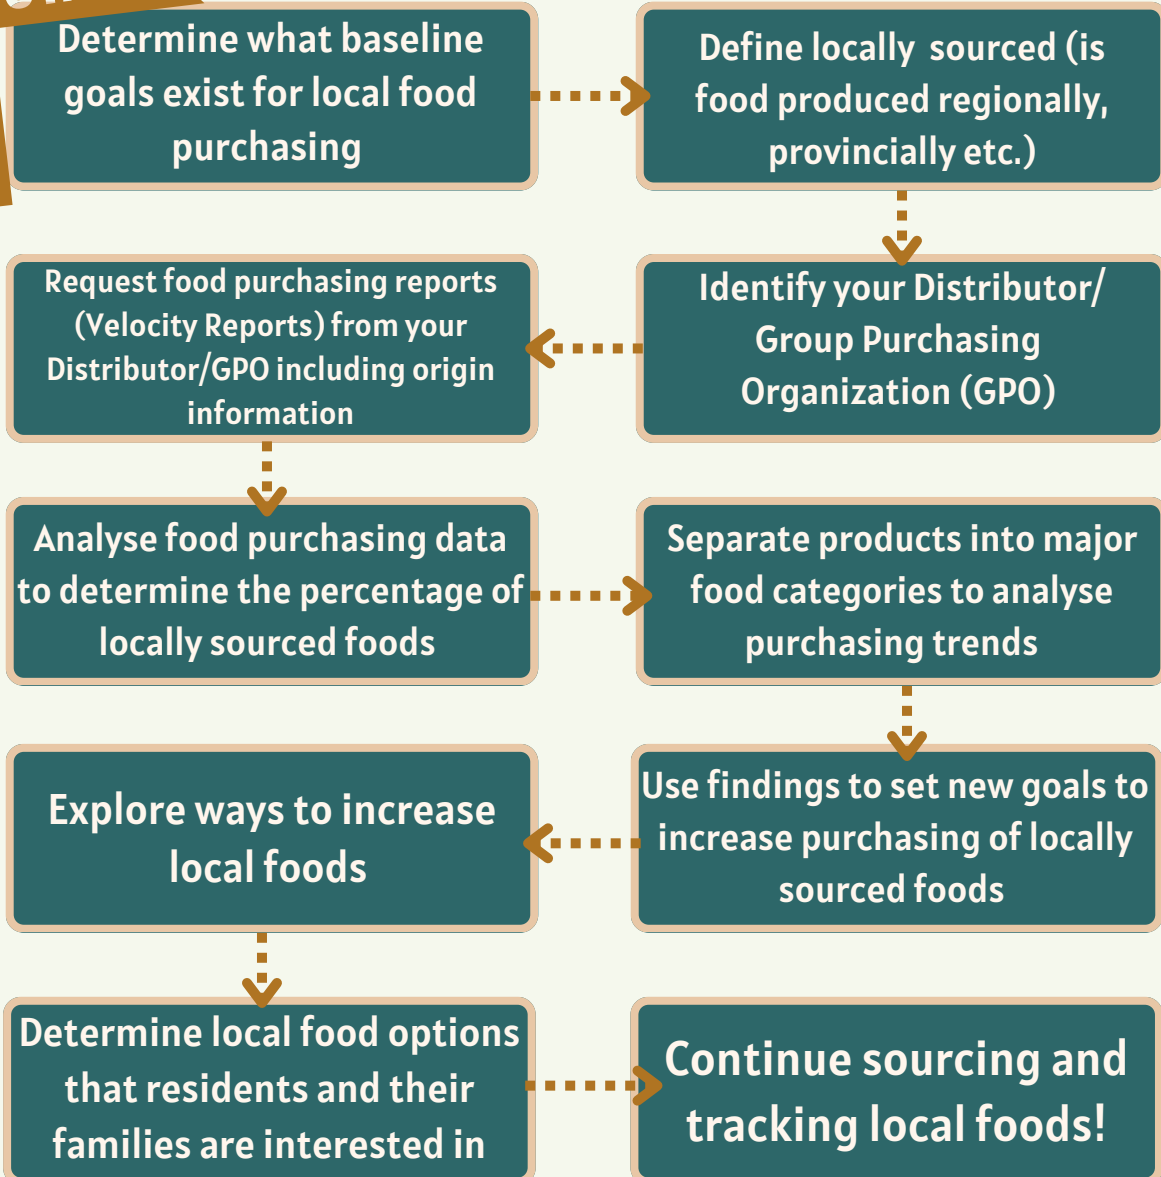 Determine what baseline
goals exist for local food
purchasing
Define locally sourced (is
food produced regionally,
provincially etc.)
Identify your Distributor/
Group Purchasing
Organization (GPO)
Request food purchasing reports
(Velocity Reports) from your
Distributor/GPO including origin
information
Analyse food purchasing data
to determine the percentage of
locally sourced foods
Separate products into major
food categories to analyse
purchasing trends
Use findings to set new goals to
increase purchasing of locally
sourced foods
Explore ways to increase
local foods
Determine local food options
that residents and their
families are interested in
Continue sourcing and
tracking local foods!